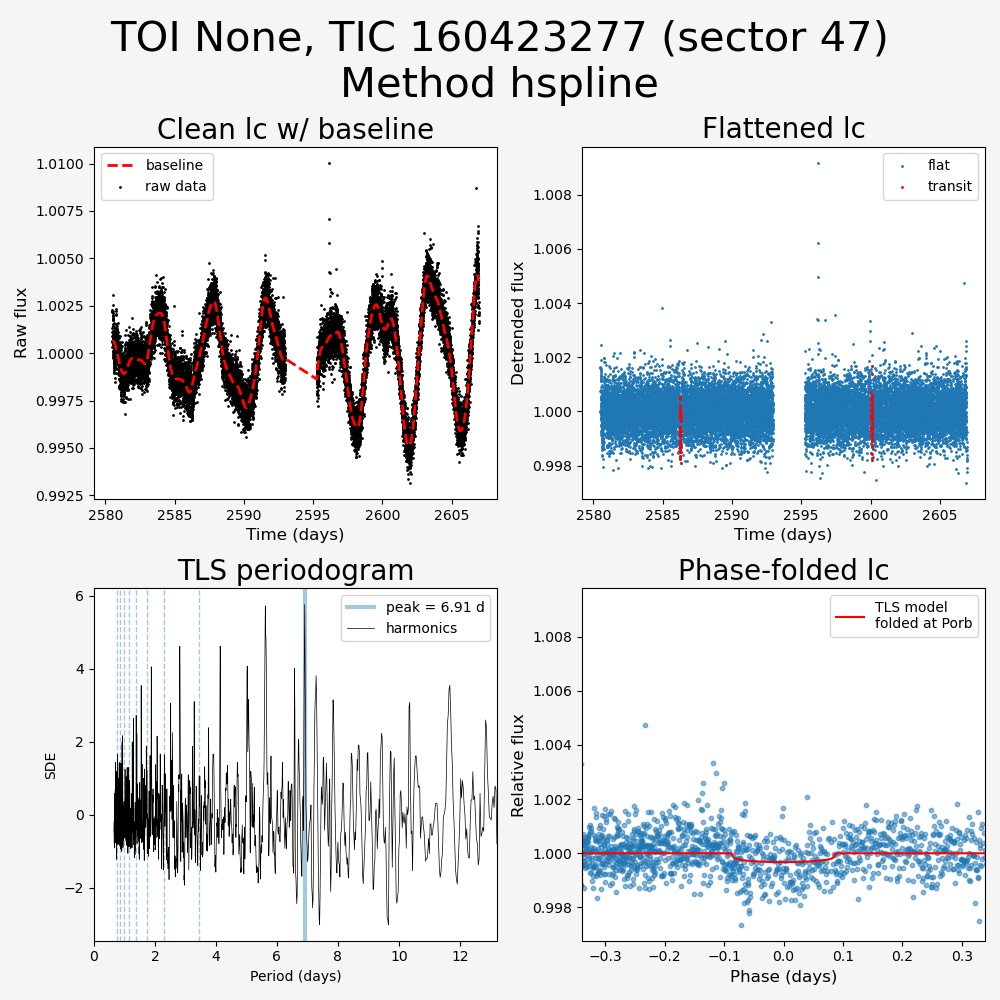 TOI None, TIC 160423277 (sector 47)
Method hspline
Clean lc w/ baseline
baseline
raw data
Raw flux
1.0100
1.0075
1.0050
1.0025
1.0000
0.9975
0.9950
0.9925
2580 2585 2590 2595 2600 2605
Time (days)
Flattened lc
flat
transit
Detrended flux
1.008
1.006
1.004
1.002
1.000
0.998
2580 2585 2590 2595 2600 2605
Time (days)
TLS periodogram
peak = 6.91 d
harmonics
SDE
6
4
2
0
−2
0 2 4 6 8 10 12
Period (days)
Phase-folded lc
TLS model
folded at Porb
Relative flux
1.008
1.006
1.004
1.002
1.000
0.998
−0.3 −0.2 −0.1 0.0 0.1 0.2 0.3
Phase (days)